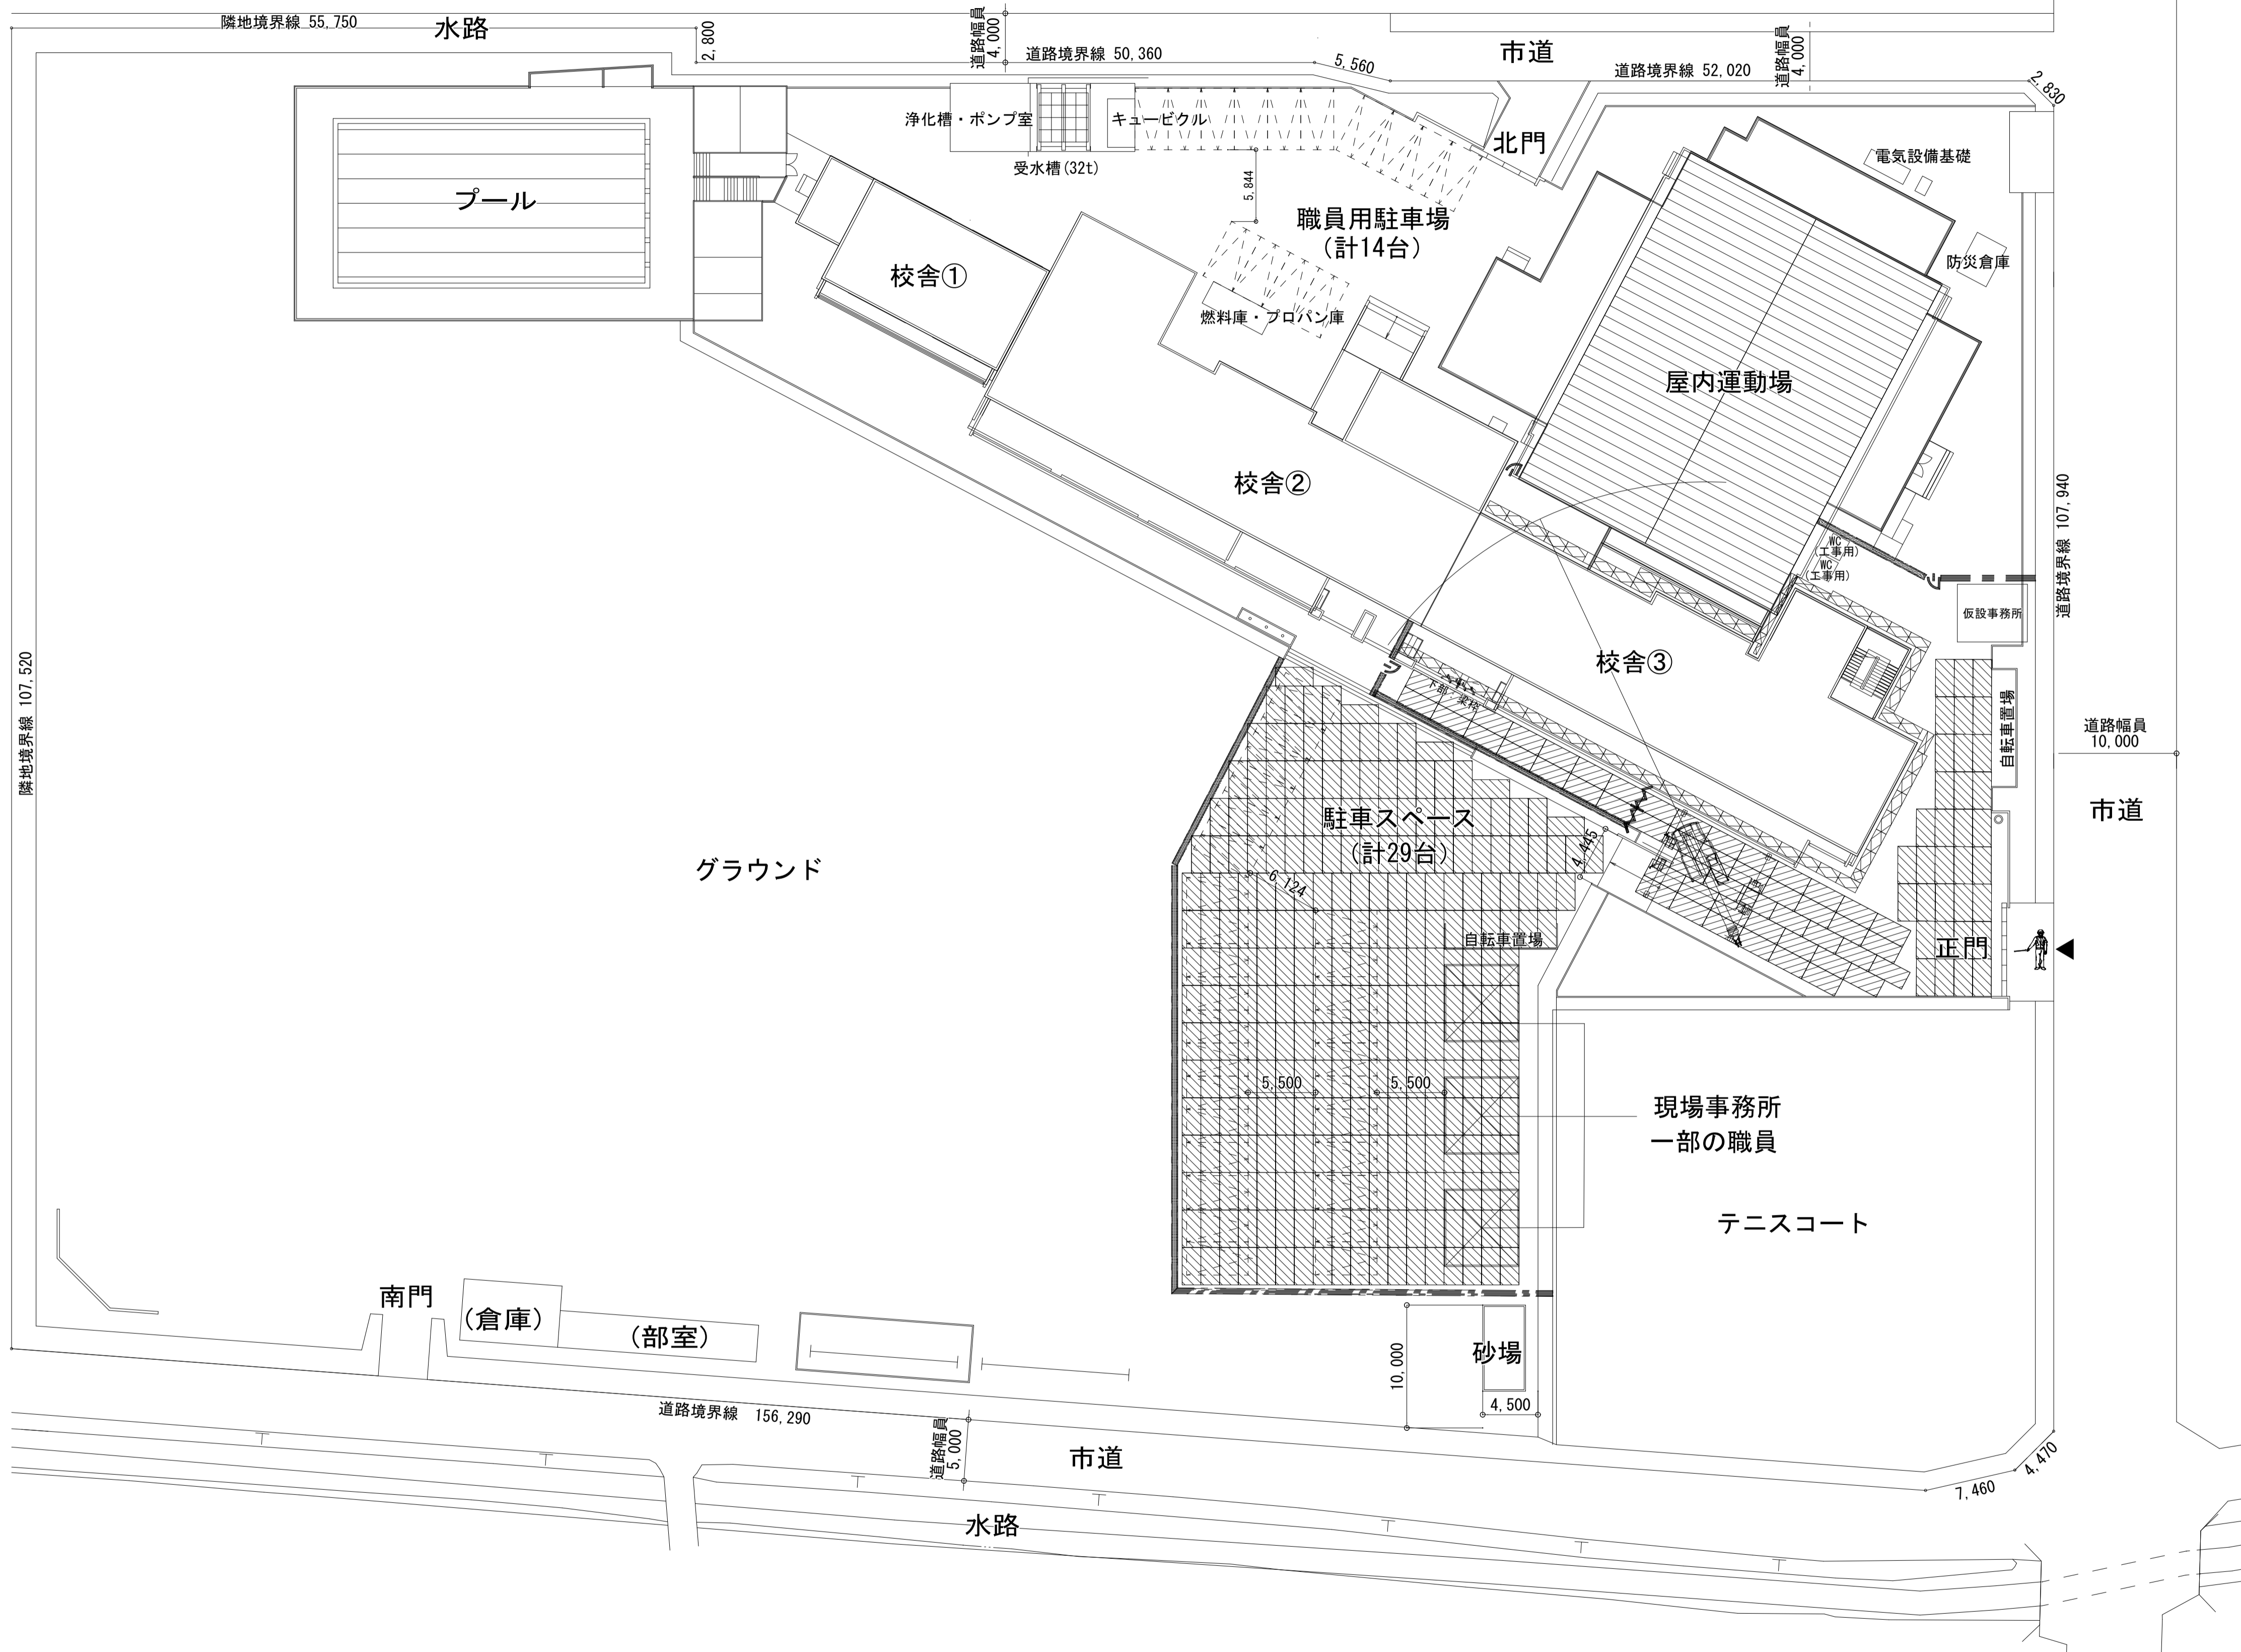 隣地境界線 55,750
水路
2,800
道路幅員
4,000
道路境界線 50,360
5,560
市道
道路境界線 52,020
道路幅員
4,000
2,830
浄化槽・ポンプ室
キュービクル
受水槽(32t)
北門
電気設備基礎
プール
5,844
職員用駐車場
(計14台)
校舎①
防災倉庫
燃料庫・プロパン庫
屋内運動場
校舎②
道路境界線 107,940
WC
(工事用)
WC
(工事用)
仮設事務所
校舎③
下部 梁枠
自転車置場
隣地境界線 107,520
道路幅員
10,000
市道
駐車スペース
(計29台)
4,445
グラウンド
6,124
自転車置場
正門
5,500
5,500
現場事務所
一部の職員
テニスコート
南門
(倉庫)
(部室)
砂場
10,000
4,500
道路境界線 156,290
道路幅員
5,000
市道
4,470
7,460
水路